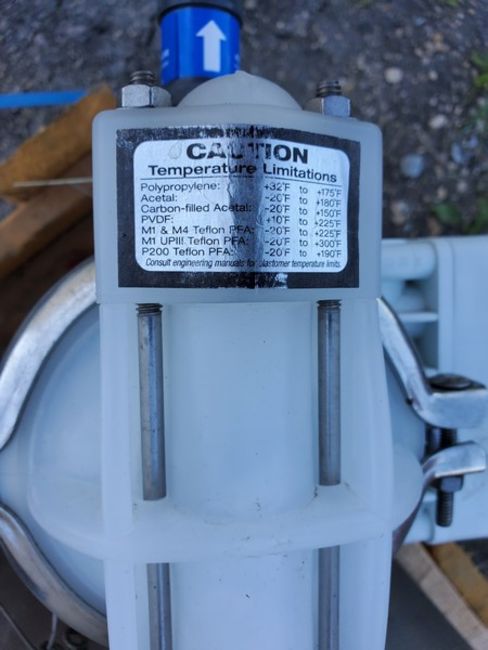 CAUTION
Temperature Limitations
Polypropylene: +32°F to +175°F
Acetal: -20°F to +180°F
Carbon-filled Acetal: -20°F to +150°F
PVDF: +10°F to +225°F
M1 & M4 Teflon PFA: -20°F to +225°F
M1 UPIII Teflon PFA: -20°F to +300°F
P200 Teflon PFA: -20°F to +190°F
Consult engineering manuals for elastomer temperature limits.